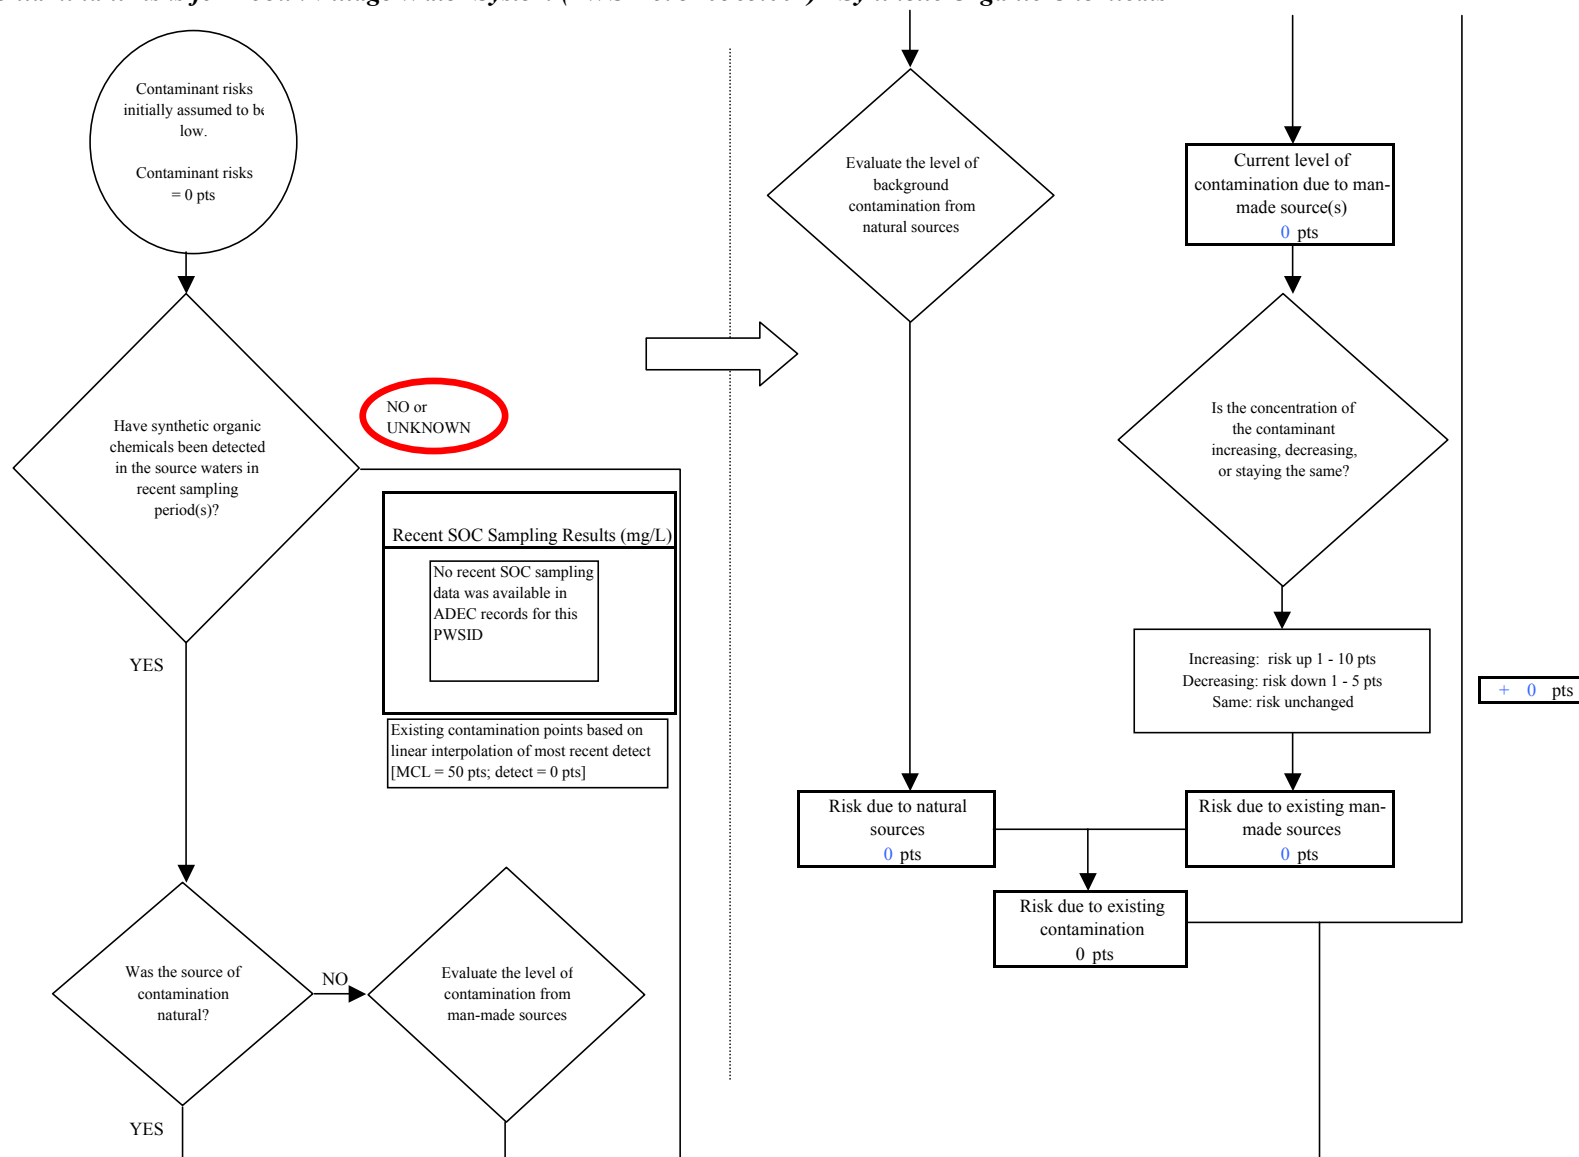 Contaminant risks
initially assumed to be
low.
Contaminant risks
= 0 pts
Have synthetic organic
chemicals been detected
in the source waters in
recent sampling
period(s)?
NO or
UNKNOWN
Recent SOC Sampling Results (mg/L)
No recent SOC sampling
data was available in
ADEC records for this
PWSID
YES
Existing contamination points based on
linear interpolation of most recent detect
[MCL = 50 pts; detect = 0 pts]
Was the source of
contamination
natural?
NO
Evaluate the level of
contamination from
man-made sources
YES
Evaluate the level of
background
contamination from
natural sources
Current level of
contamination due to man-
made source(s)
0 pts
Is the concentration of
the contaminant
increasing, decreasing,
or staying the same?
Increasing: risk up 1 - 10 pts
Decreasing: risk down 1 - 5 pts
Same: risk unchanged
+ 0 pts
Risk due to natural
sources
0 pts
Risk due to existing man-
made sources
0 pts
Risk due to existing
contamination
0 pts